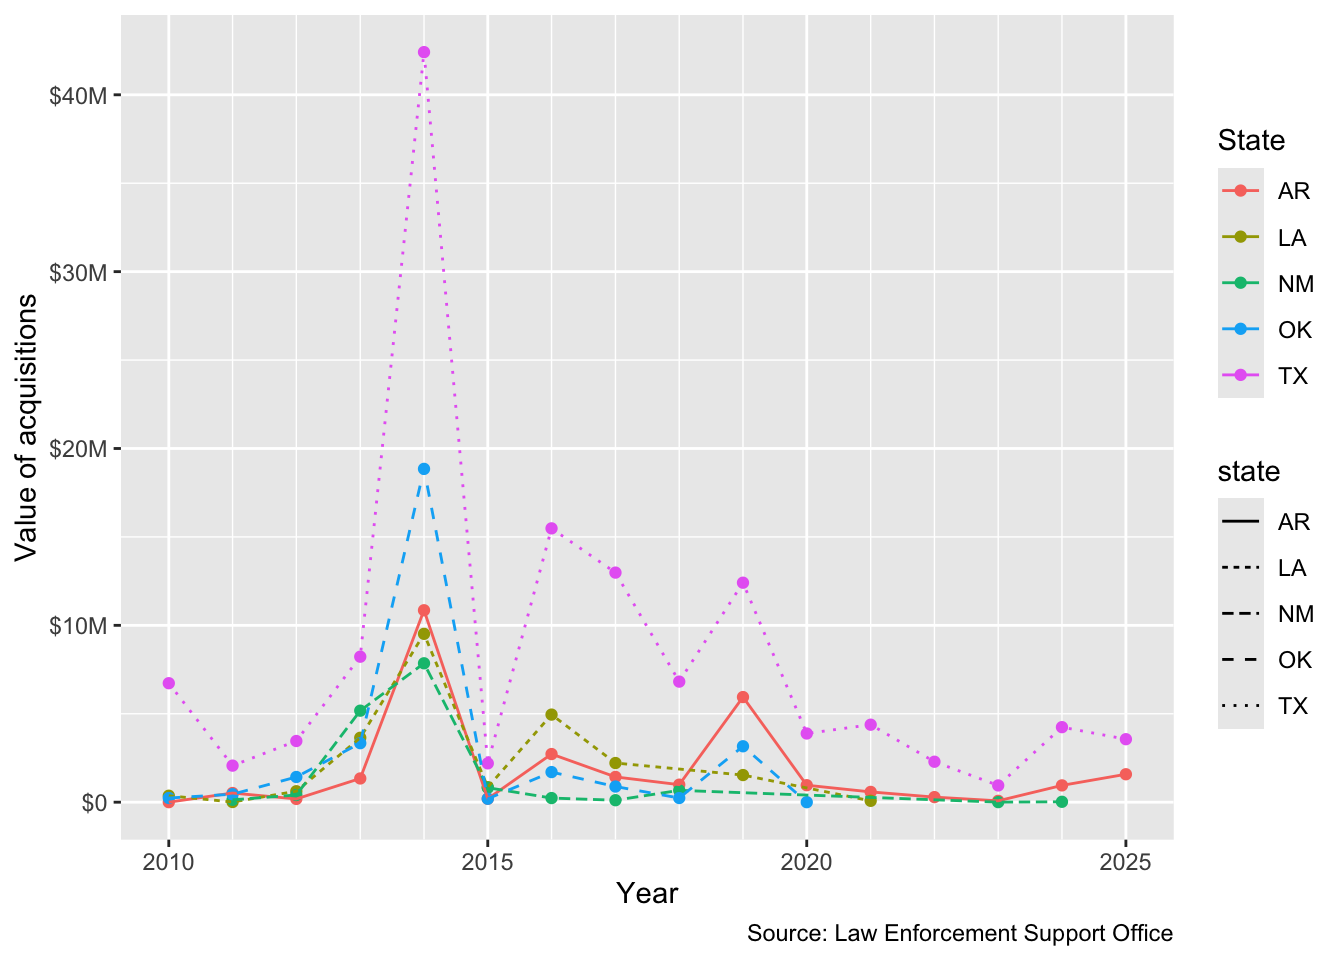 $40M
$30M
$20M
$10M
$0
Value of acquisitions
2010
2015
2020
2025
Year
Source: Law Enforcement Support Office
State
AR
LA
NM
OK
TX
state
AR
LA
NM
OK
TX